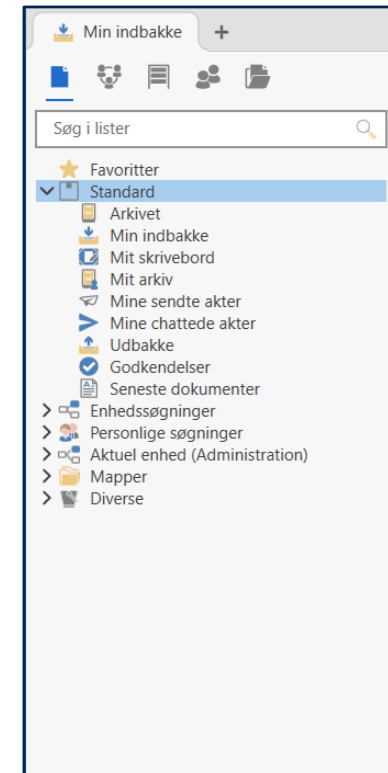 Min indbakke +
Søg i lister
Favoritter
Standard
Arkivet
Min indbakke
Mit skrivebord
Mit arkiv
Mine sendte akter
Mine chattede akter
Udbakke
Godkendelser
Seneste dokumenter
Enhedssøgninger
Personlige søgninger
Aktuel enhed (Administration)
Mapper
Diverse